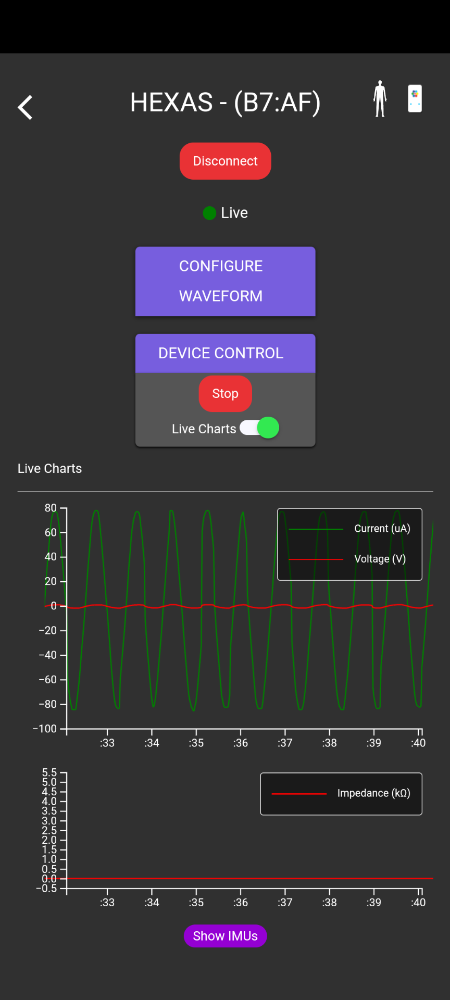 HEXAS - (B7:AF)
Disconnect
Live
CONFIGURE
WAVEFORM
DEVICE CONTROL
Stop
Live Charts
Live Charts
80
60
40
20
0
−20
−40
−60
−80
−100
Current (uA)
Voltage (V)
:33 :34 :35 :36 :37 :38 :39 :40
5.5
5.0
4.5
4.0
3.5
3.0
2.5
2.0
1.5
1.0
0.5
0.0
−0.5
Impedance (kΩ)
:33 :34 :35 :36 :37 :38 :39 :40
Show IMUs